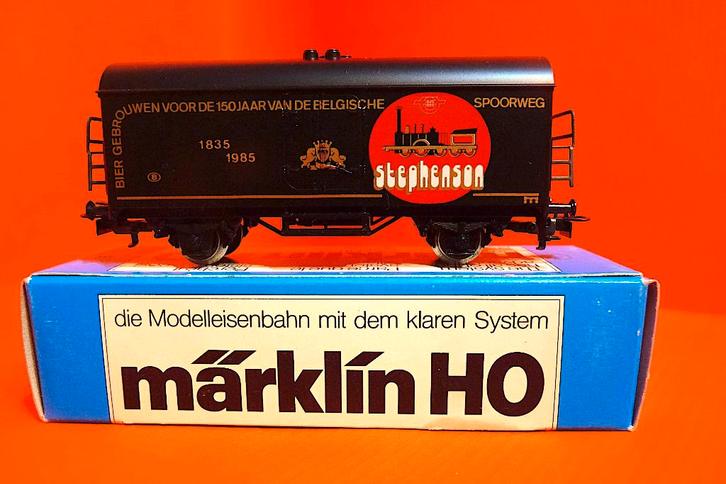 BIER GEBROUWEN VOOR DE 150 JAAR VAN DE BELGISCHE SPOORWEG
1835
1985
B
stephenson
die Modelleisenbahn mit dem klaren System
märklin HO